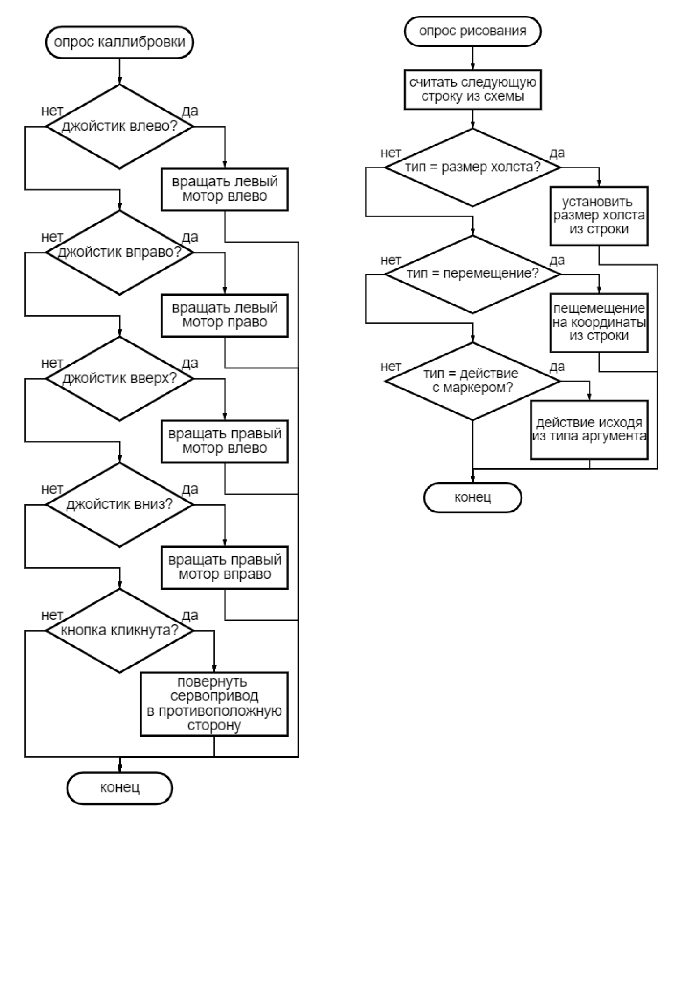 опрос каллибровки
нет
да
джойстик влево?
вращать левый
мотор влево
нет
да
джойстик вправо?
вращать левый
мотор право
нет
да
джойстик вверх?
вращать правый
мотор влево
нет
да
джойстик вниз?
вращать правый
мотор вправо
нет
да
кнопка кликнута?
повернуть
сервопривод
в противоположную
сторону
конец
опрос рисования
считать следующую
строку из схемы
нет
да
тип = размер холста?
установить
размер холста
из строки
нет
да
тип = перемещение?
пещемещение
на координаты
из строки
нет
да
тип = действие
с маркером?
действие исходя
из типа аргумента
конец